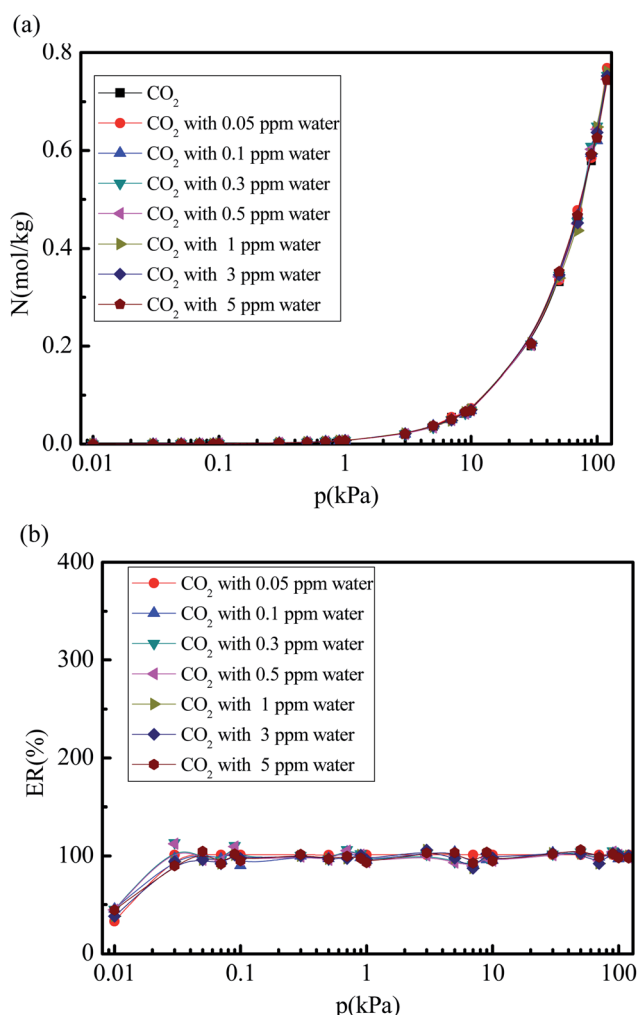 (a)
0.8
0.6
0.4
0.2
0.0
N(mol/kg)
CO2
CO2 with 0.05 ppm water
CO2 with 0.1 ppm water
CO2 with 0.3 ppm water
CO2 with 0.5 ppm water
CO2 with 1 ppm water
CO2 with 3 ppm water
CO2 with 5 ppm water
0.01 0.1 1 10 100
p(kPa)
(b)
400
300
200
100
0
ER(%)
CO2 with 0.05 ppm water
CO2 with 0.1 ppm water
CO2 with 0.3 ppm water
CO2 with 0.5 ppm water
CO2 with 1 ppm water
CO2 with 3 ppm water
CO2 with 5 ppm water
0.01 0.1 1 10 100
p(kPa)